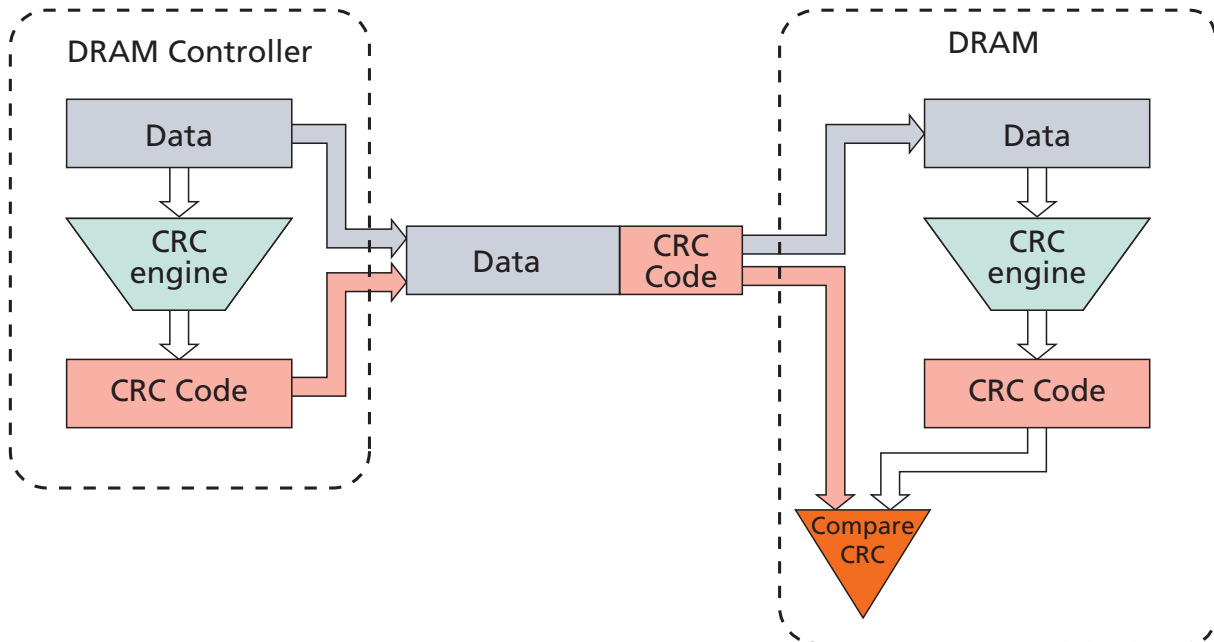 DRAM Controller
Data
CRC
engine
CRC Code
Data
CRC
Code
DRAM
Data
CRC
engine
CRC Code
Compare
CRC